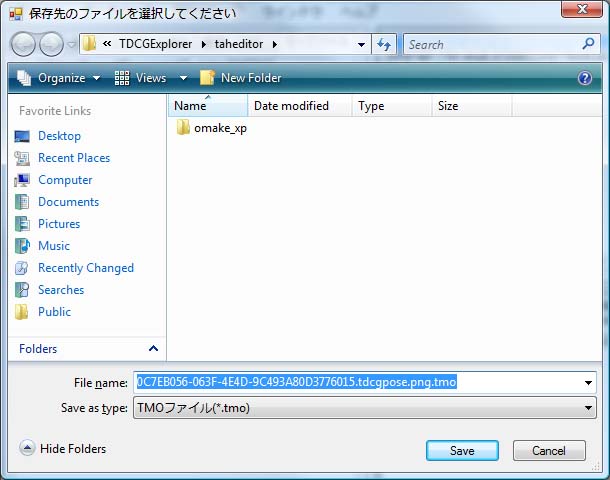 保存先のファイルを選択してください
« TDCGExplorer ▸ taheditor ▸
Search
Organize Views New Folder
Favorite Links
Name Date modified Type Size
omake_xp
Desktop
Recent Places
Computer
Documents
Pictures
Music
Recently Changed
Searches
Public
Folders
File name: 0C7EB056-063F-4E4D-9C493A80D3776015.tdcgpose.png.tmo
Save as type: TMOファイル(*.tmo)
Hide Folders Save Cancel